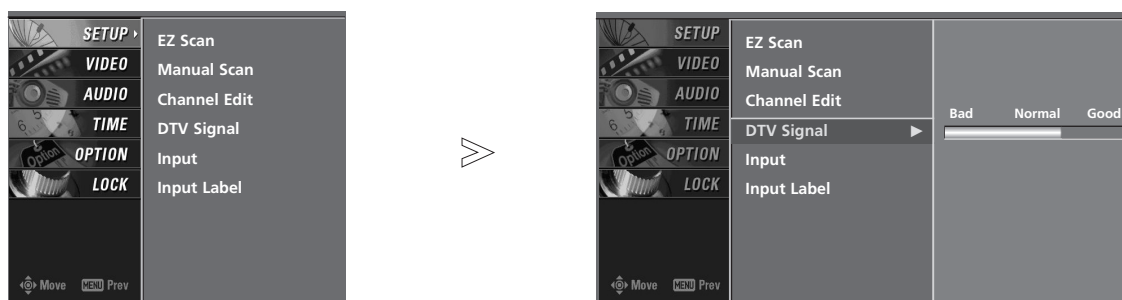 SETUP
VIDEO
AUDIO
TIME
OPTION
LOCK
EZ Scan
Manual Scan
Channel Edit
DTV Signal
Input
Input Label
Move MENU Prev
>
SETUP
VIDEO
AUDIO
TIME
OPTION
LOCK
EZ Scan
Manual Scan
Channel Edit
DTV Signal ►
Input
Input Label
Bad Normal Good
Move MENU Prev